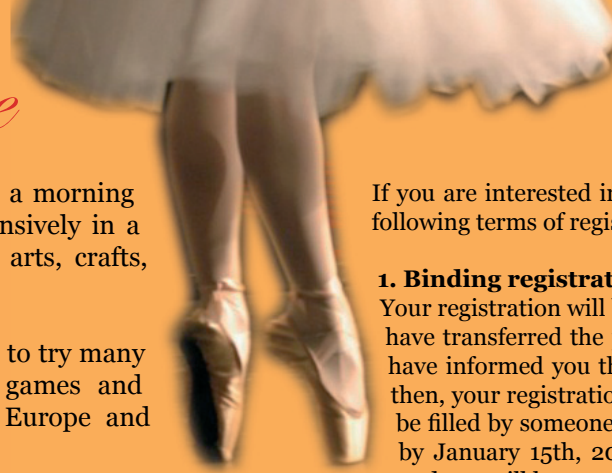 e
a morning
nsively in a
arts, crafts,
to try many
games and
Europe and
If you are interested in
following terms of regis
1. Binding registrat
Your registration will
have transferred the
have informed you th
then, your registratio
be filled by someone
by January 15th, 20